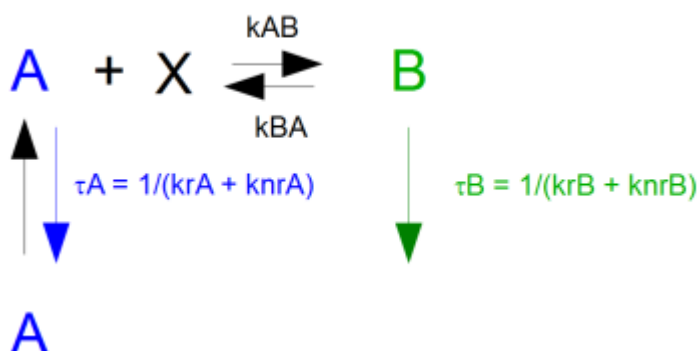 kAB
A + X B
kBA
τA = 1/(krA + knrA)
τB = 1/(krB + knrB)
A